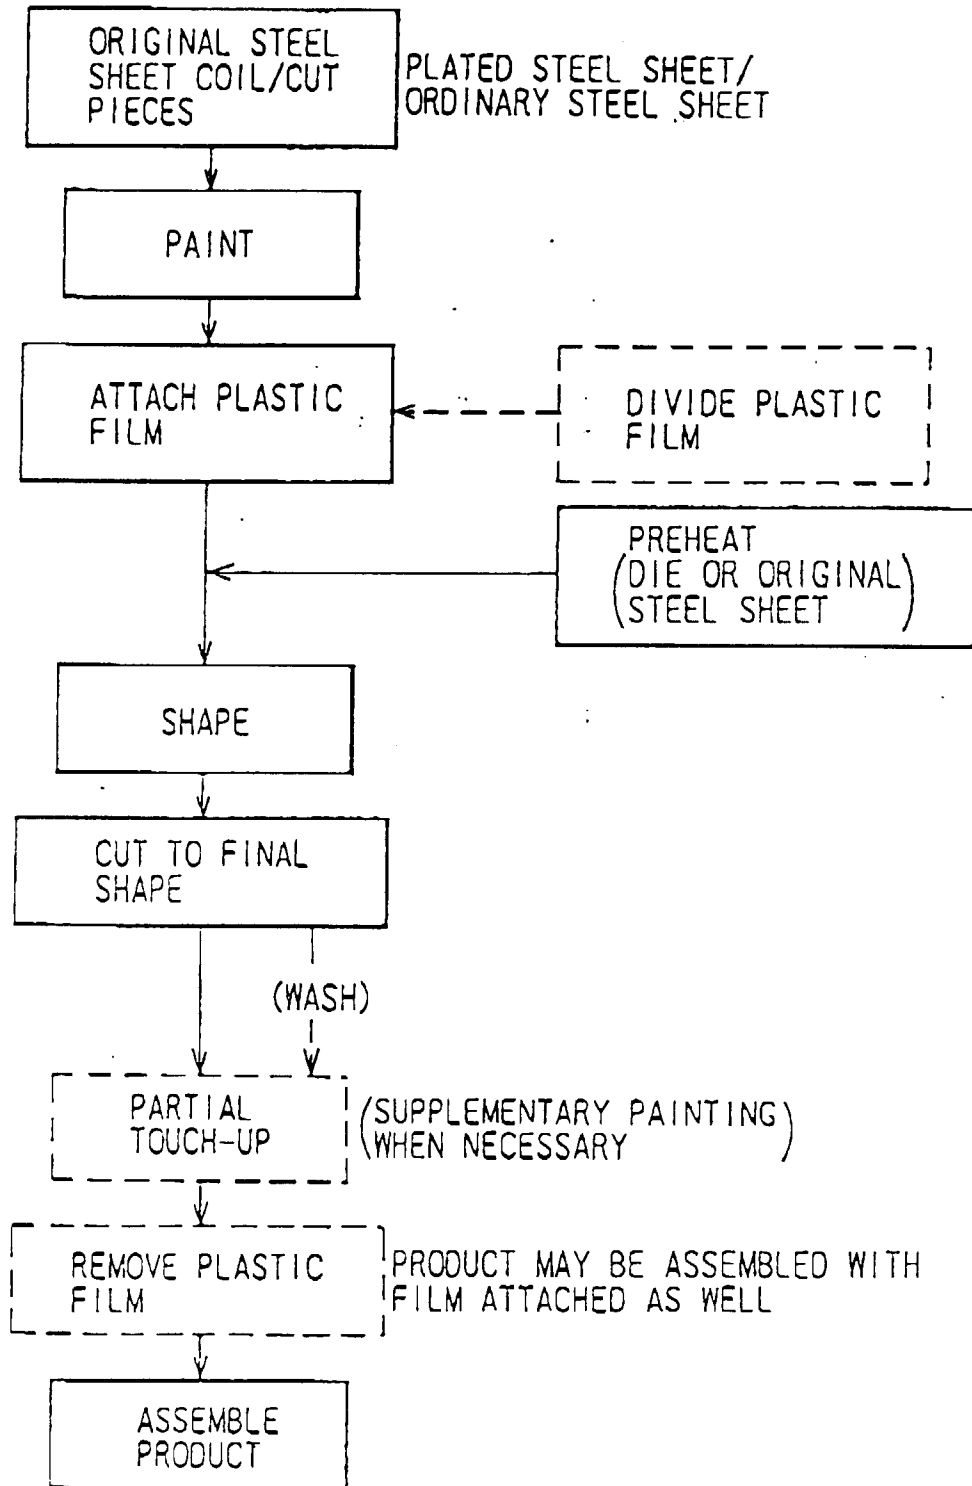 ORIGINAL STEEL
SHEET COIL/CUT
PIECES
PLATED STEEL SHEET/
ORDINARY STEEL SHEET
PAINT
ATTACH PLASTIC
FILM
DIVIDE PLASTIC
FILM
PREHEAT
(DIE OR ORIGINAL
STEEL SHEET)
SHAPE
CUT TO FINAL
SHAPE
(WASH)
PARTIAL
TOUCH-UP
(SUPPLEMENTARY PAINTING
WHEN NECESSARY)
REMOVE PLASTIC
FILM
PRODUCT MAY BE ASSEMBLED WITH
FILM ATTACHED AS WELL
ASSEMBLE
PRODUCT